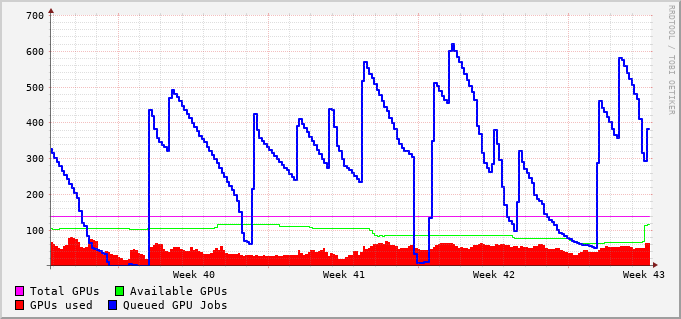 700
600
500
400
300
200
100
Week 40 Week 41 Week 42 Week 43
Total GPUs Available GPUs
GPUs used Queued GPU Jobs
RRDTOOL / TOBI OETIKER